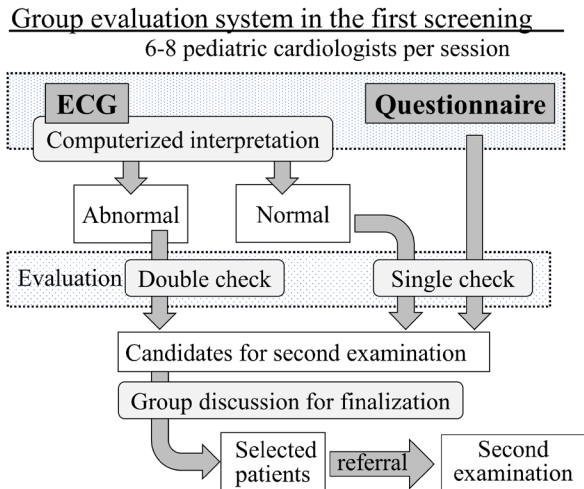 Group evaluation system in the first screening
6-8 pediatric cardiologists per session
ECG
Questionnaire
Computerized interpretation
Abnormal
Normal
Evaluation
Double check
Single check
Candidates for second examination
Group discussion for finalization
Selected
patients
referral
Second
examination